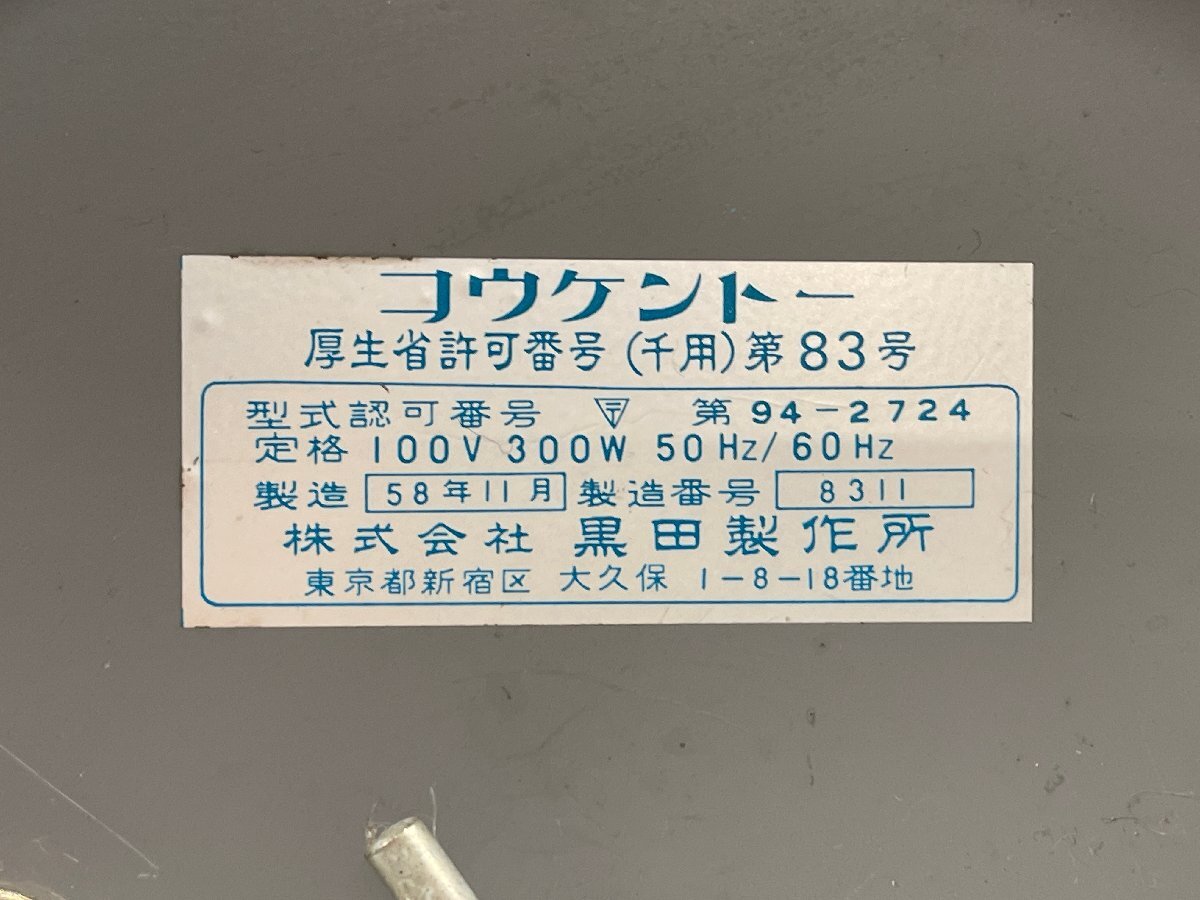 コウケントー
厚生省許可番号(千用)第83号
型式認可番号 〒 第94-2724
定格 100V 300W 50Hz/60Hz
製造 58年11月 製造番号 8311
株式会社 黒田製作所
東京都新宿区 大久保 1-8-18番地